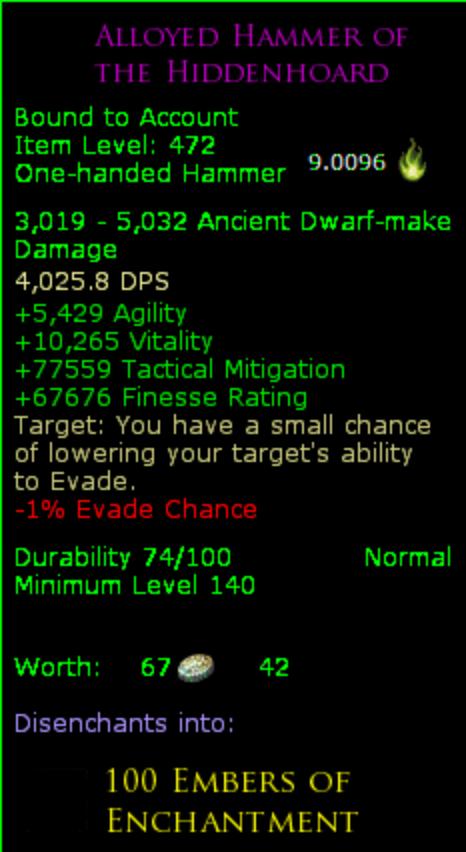 Alloyed Hammer of
the Hiddenhoard
Bound to Account
Item Level: 472
One-handed Hammer 9.0096
3,019 - 5,032 Ancient Dwarf-make
Damage
4,025.8 DPS
+5,429 Agility
+10,265 Vitality
+77559 Tactical Mitigation
+67676 Finesse Rating
Target: You have a small chance
of lowering your target's ability
to Evade.
-1% Evade Chance
Durability 74/100 Normal
Minimum Level 140
Worth: 67 42
Disenchants into:
100 Embers of
Enchantment